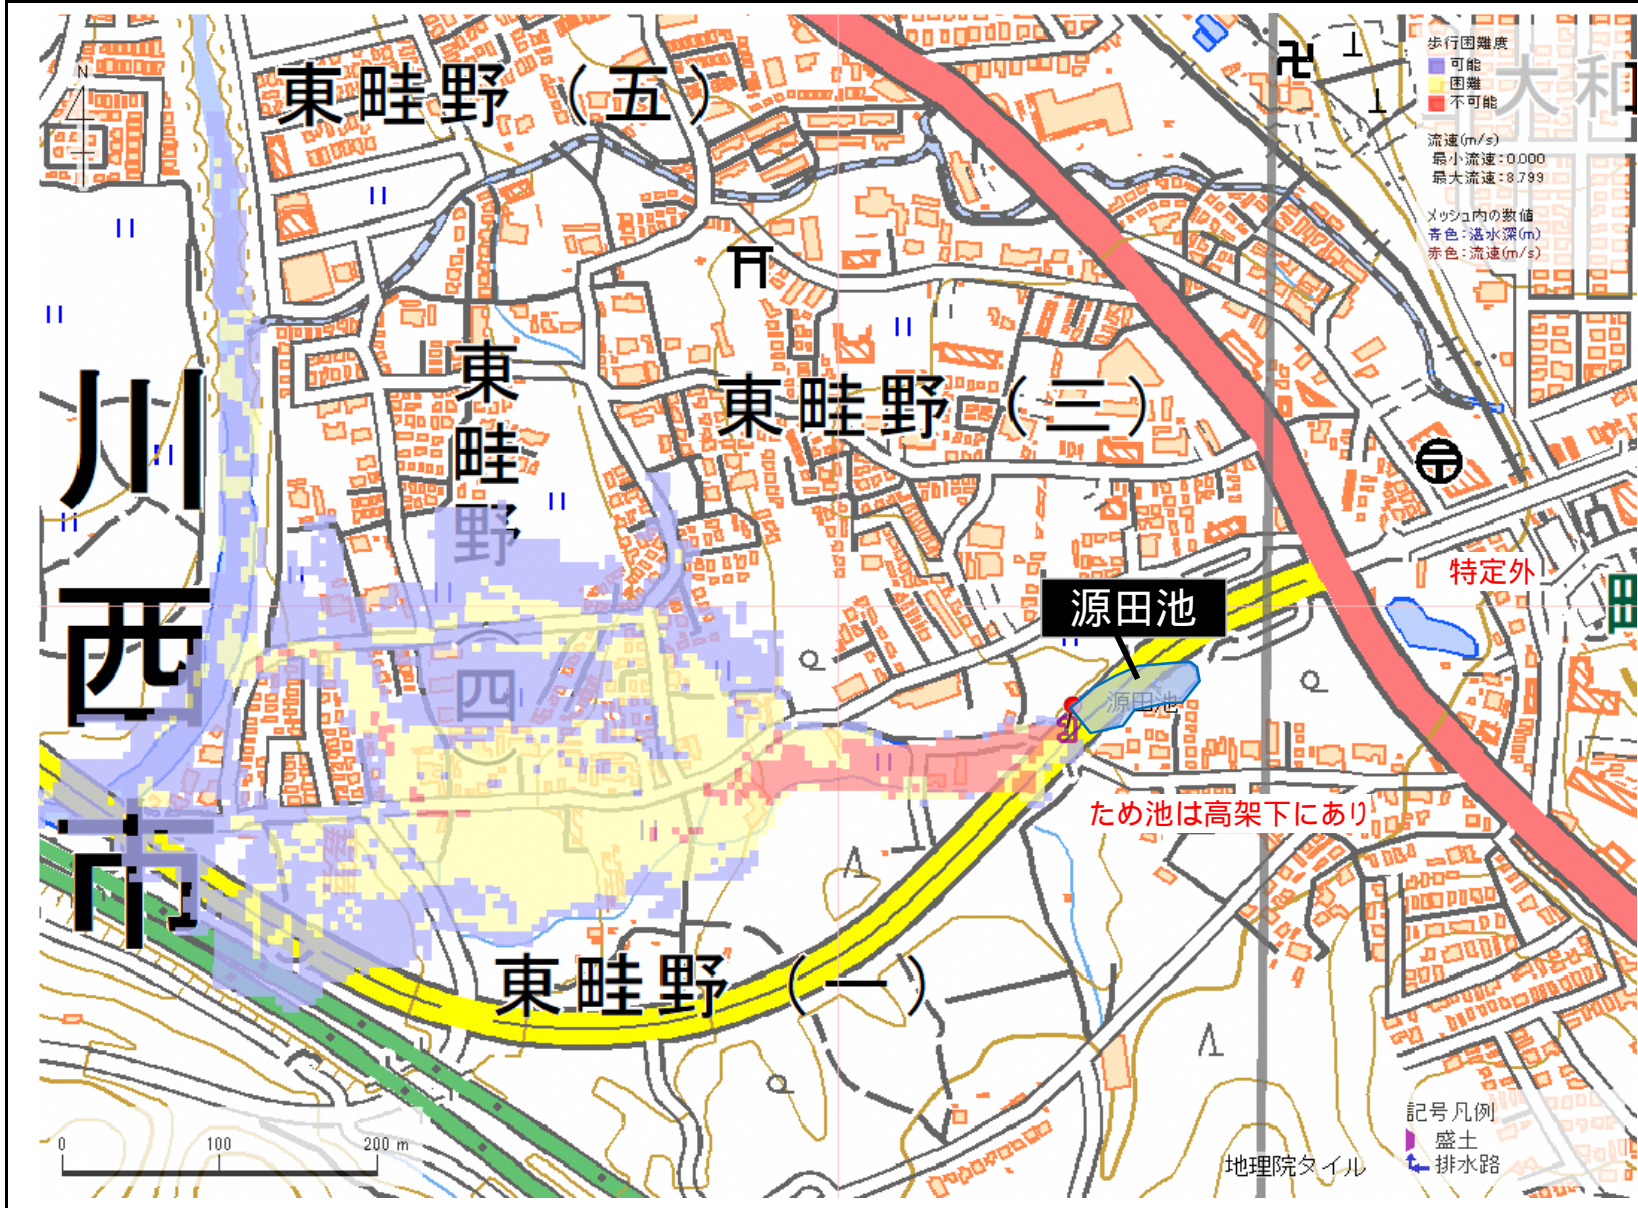 N
東畦野（五）
歩行困難度
可能
困難
不可能
大和
流速(m/s)
最小流速：0.000
最大流速：8.799
メッシュ内の数値
青色：湛水深(m)
赤色：流速(m/s)
東畦野（四）
東畦野（三）
川西市
特定外
源田池
源田池
田
ため池は高架下にあり
東畦野（一）
0 100 200 m
地理院タイル
記号凡例
盛土
排水路